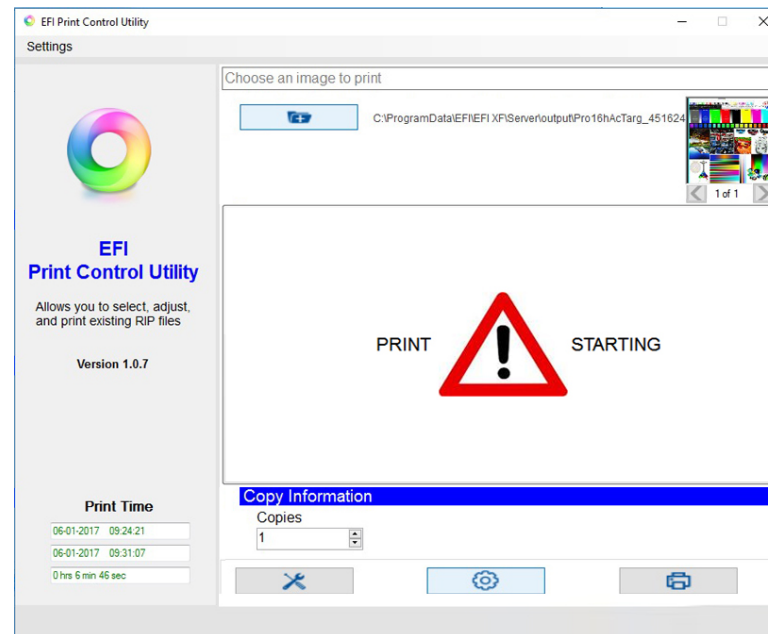 EFI Print Control Utility
Settings
Choose an image to print
C:\ProgramData\EFI\EFI XF\Server\output\Pro16hAcTarg_451624
1 of 1
EFI
Print Control Utility
Allows you to select, adjust,
and print existing RIP files
Version 1.0.7
PRINT
STARTING
Print Time
06-01-2017 09:24:21
06-01-2017 09:31:07
0 hrs 6 min 46 sec
Copy Information
Copies
1